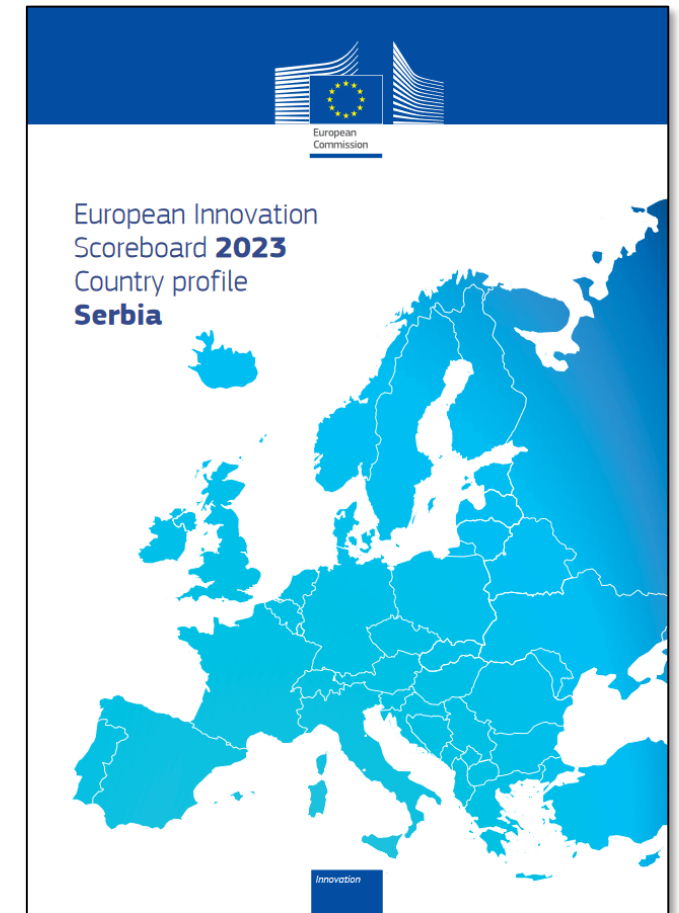 European
Commission
European Innovation
Scoreboard 2023
Country profile
Serbia
Innovation